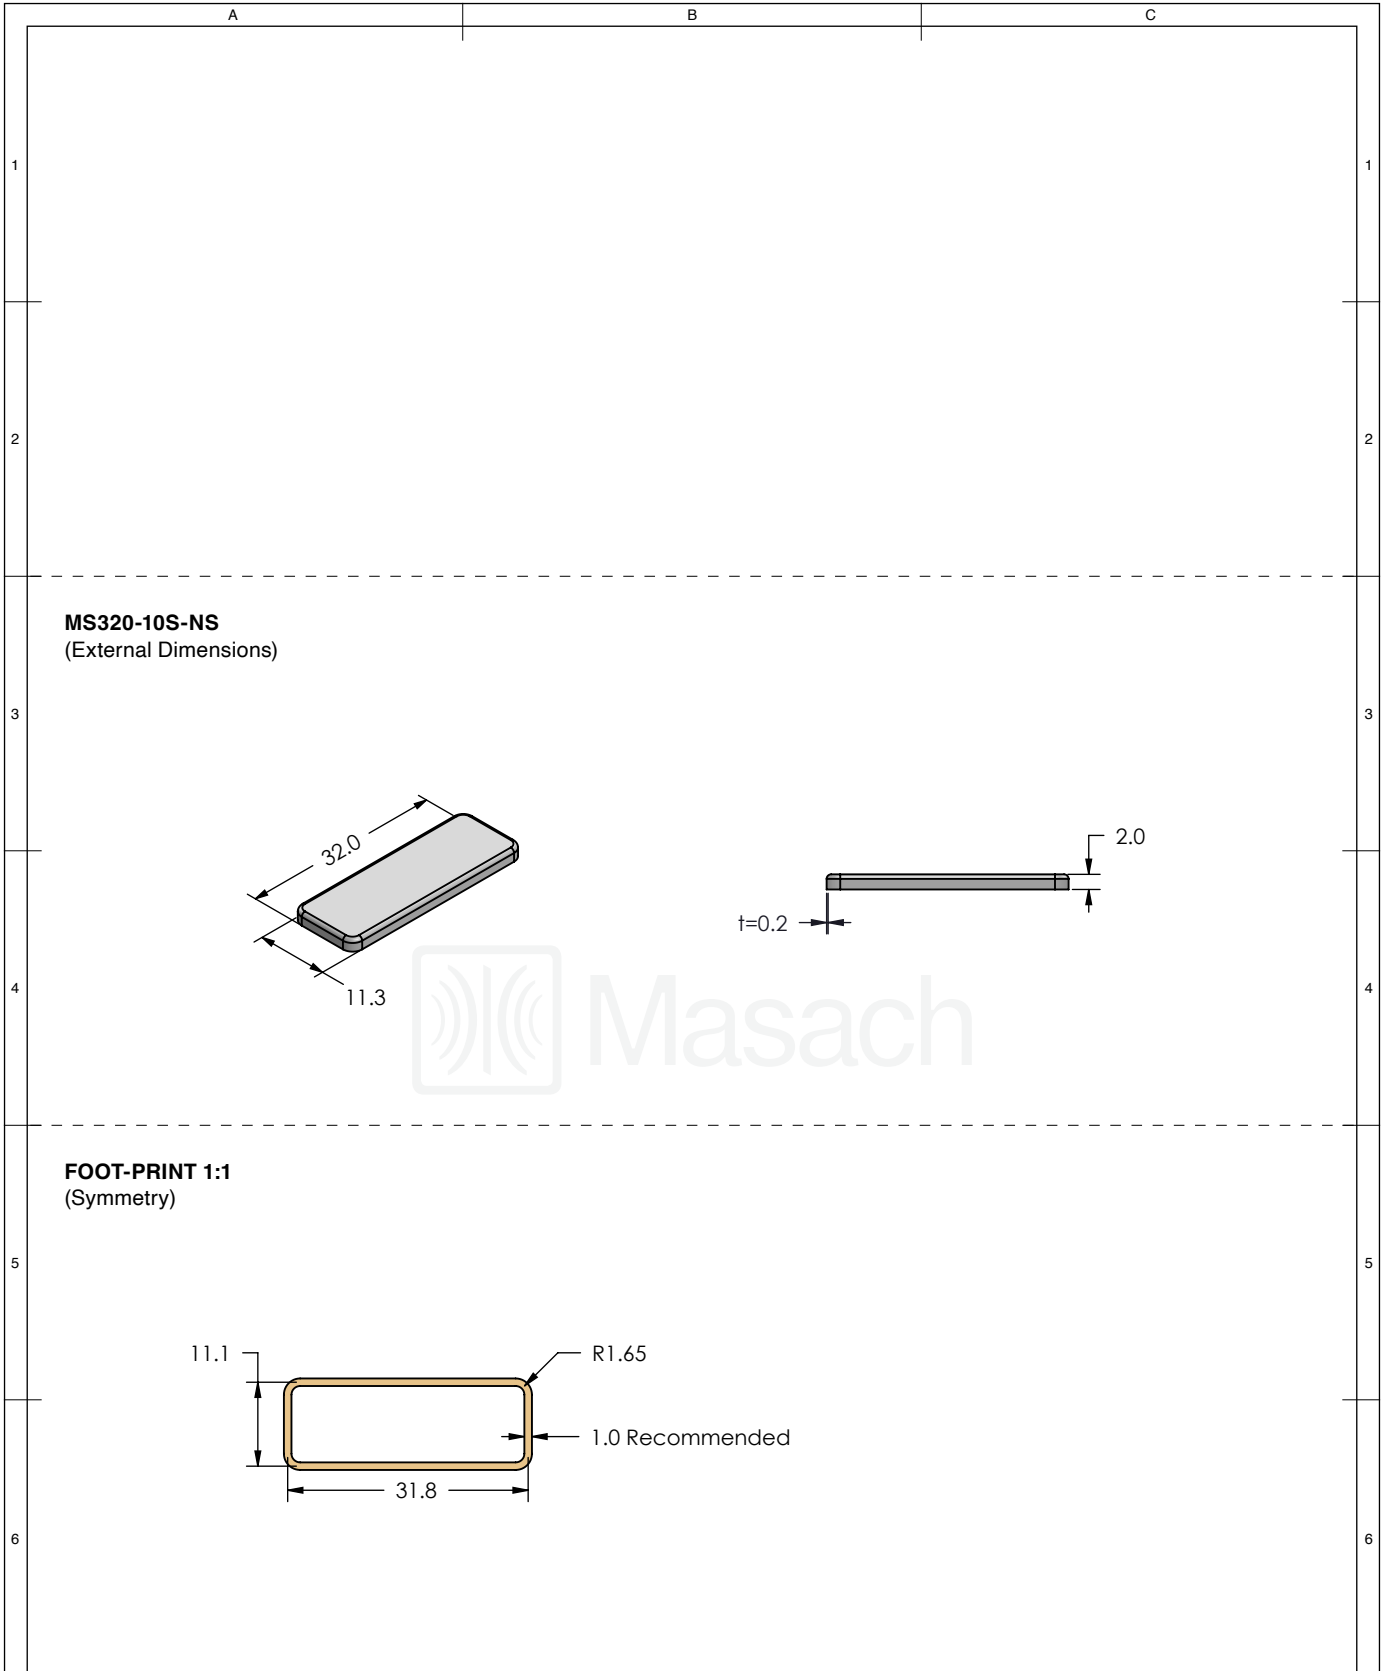 A B C
1 1
2 2
MS320-10S-NS
(External Dimensions)
3 3
32.0
2.0
t=0.2
11.3
4 4
Masach
FOOT-PRINT 1:1
(Symmetry)
5 5
11.1
R1.65
1.0 Recommended
31.8
6 6